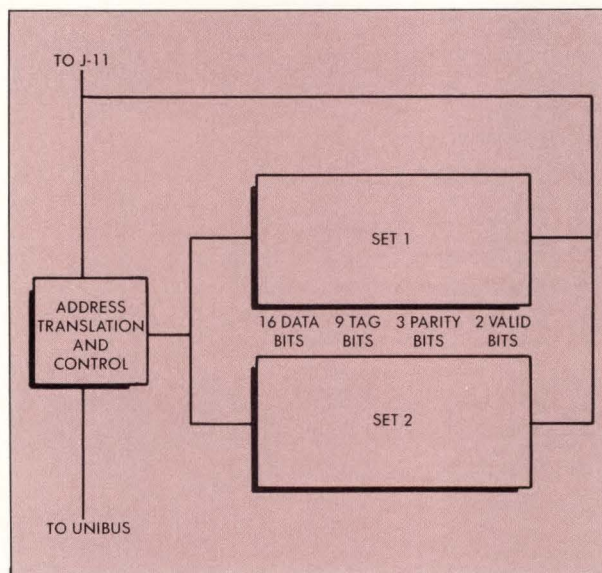 TO J-11
SET 1
ADDRESS
TRANSLATION
AND
CONTROL
16 DATA 9 TAG 3 PARITY 2 VALID
BITS BITS BITS BITS
SET 2
TO UNIBUS